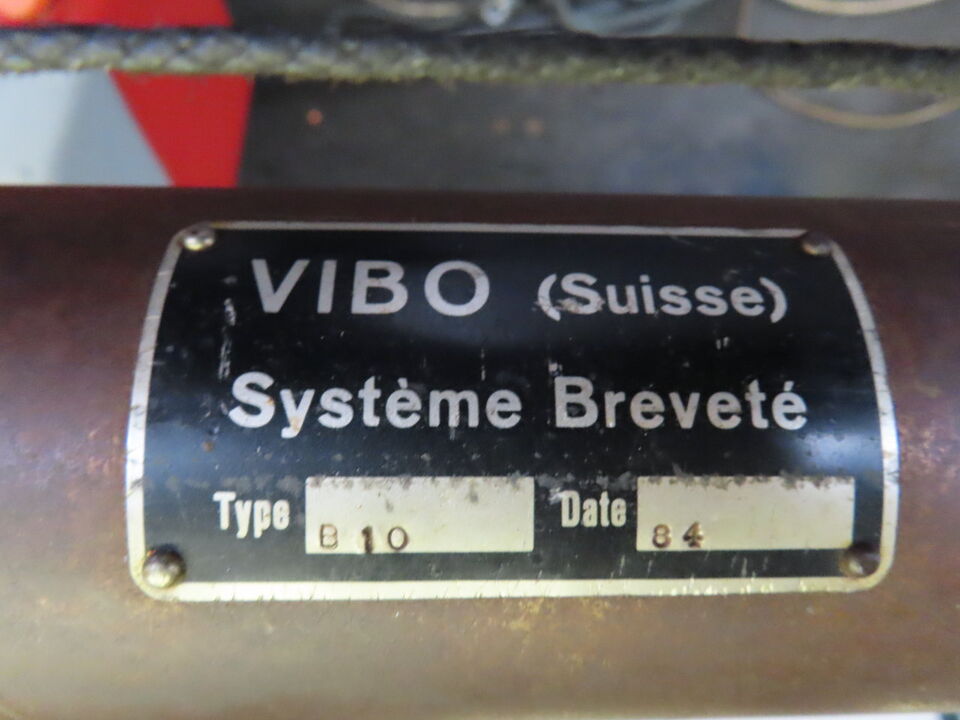 VIBO (Suisse)
Système Breveté
Type B 10 Date 84